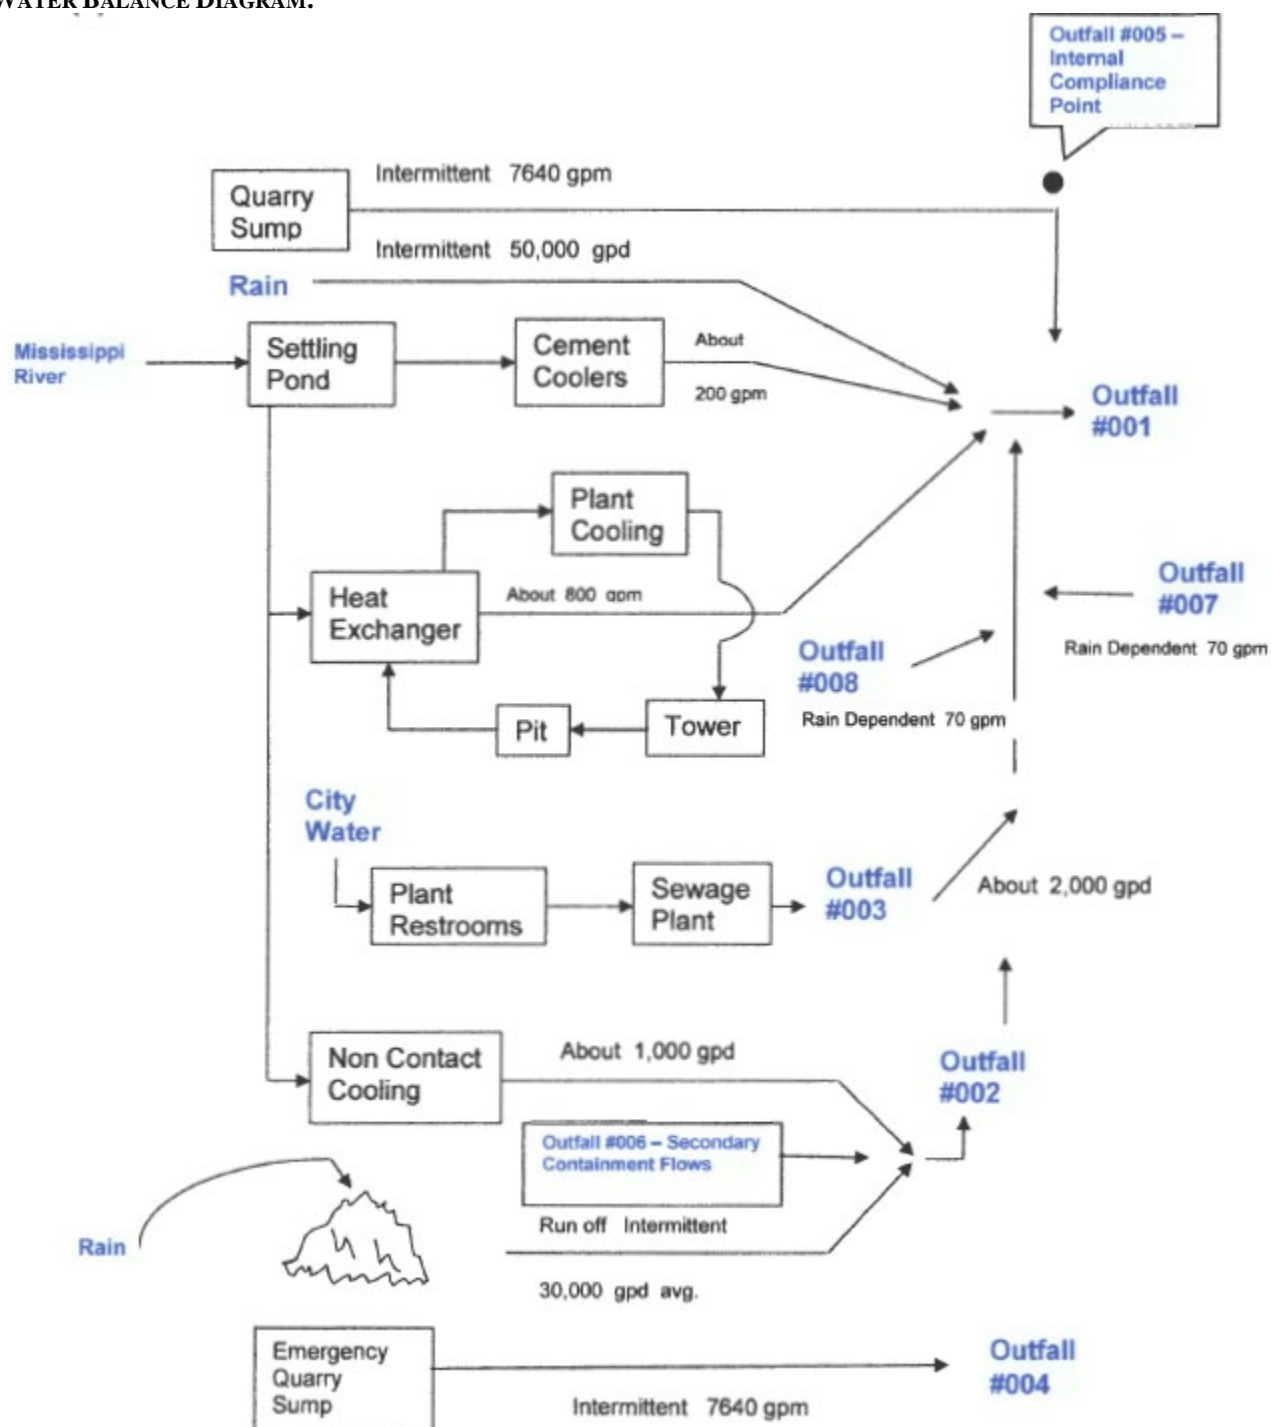 WATER BALANCE DIAGRAM.
Outfall #005 –
Internal
Compliance
Point
Intermittent 7640 gpm
Quarry
Sump
Intermittent 50,000 gpd
Rain
Mississippi
River
Settling
Pond
Cement
Coolers
About
200 gpm
Outfall
#001
Plant
Cooling
Heat
Exchanger
About 800 gpm
Outfall
#007
Rain Dependent 70 gpm
Outfall
#008
Rain Dependent 70 gpm
Pit
Tower
City
Water
Plant
Restrooms
Sewage
Plant
Outfall
#003
About 2,000 gpd
Non Contact
Cooling
About 1,000 gpd
Outfall
#002
Outfall #006 – Secondary
Containment Flows
Run off Intermittent
Rain
30,000 gpd avg.
Emergency
Quarry
Sump
Outfall
#004
Intermittent 7640 gpm